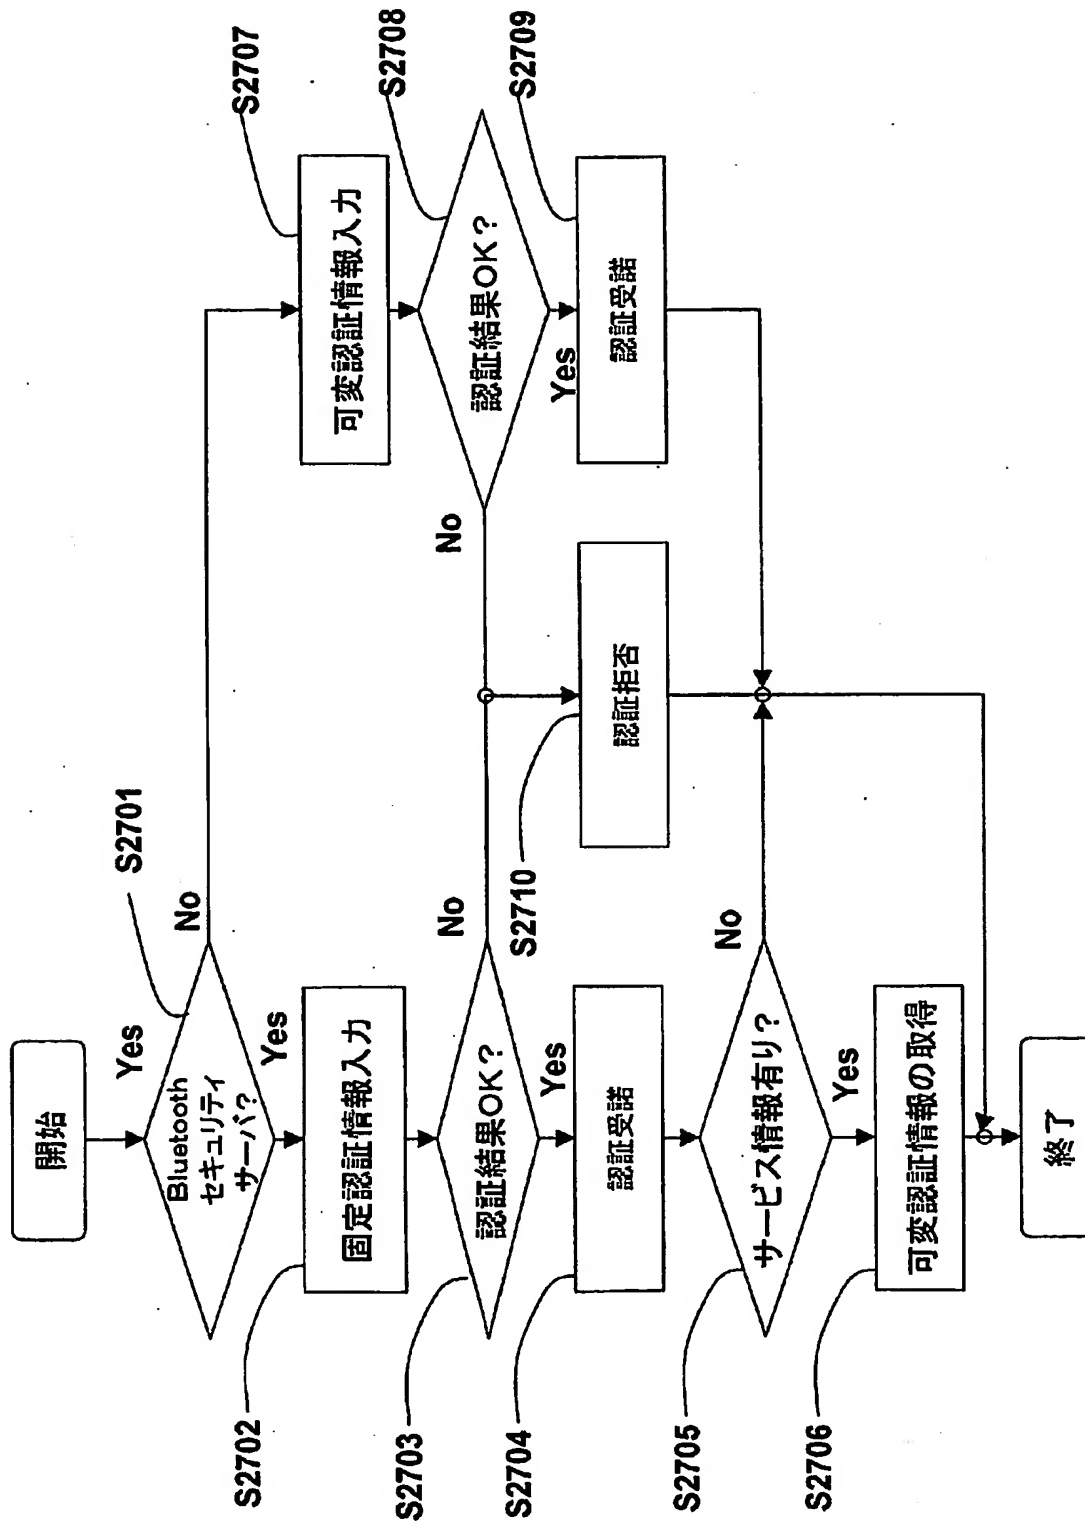 開始
Yes
S2701
Bluetooth
セキュリティ
サーバ?
No
Yes
S2702
固定認証情報入力
S2703
認証結果OK?
No
Yes
S2704
認証受諾
S2705
サービス情報有り?
No
Yes
S2706
可変認証情報の取得
終了
S2707
可変認証情報入力
S2708
認証結果OK?
No
Yes
S2709
認証受諾
S2710
認証拒否